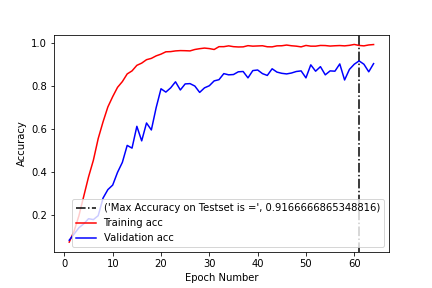 1.0
0.8
0.6
0.4
0.2
Accuracy
('Max Accuracy on Testset is =', 0.9166666865348816)
Training acc
Validation acc
0 10 20 30 40 50 60
Epoch Number